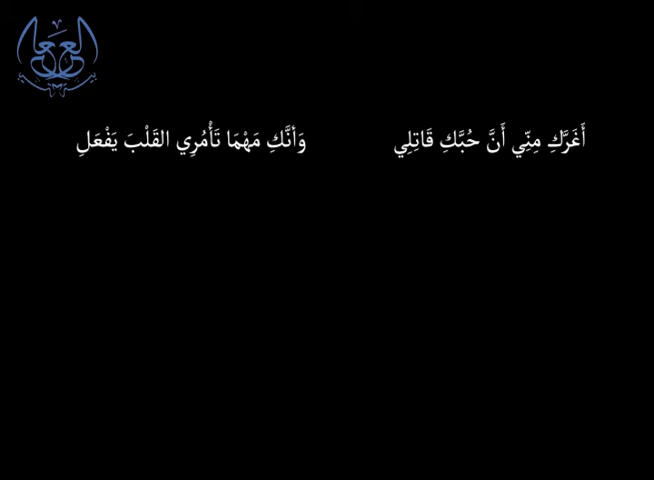 أَغَرَّكِ مِنِّي أَنَّ حُبَّكِ قَاتِلِي وَأَنَّكِ مَهْمَا تَأْمُرِي القَلْبَ يَفْعَلِ